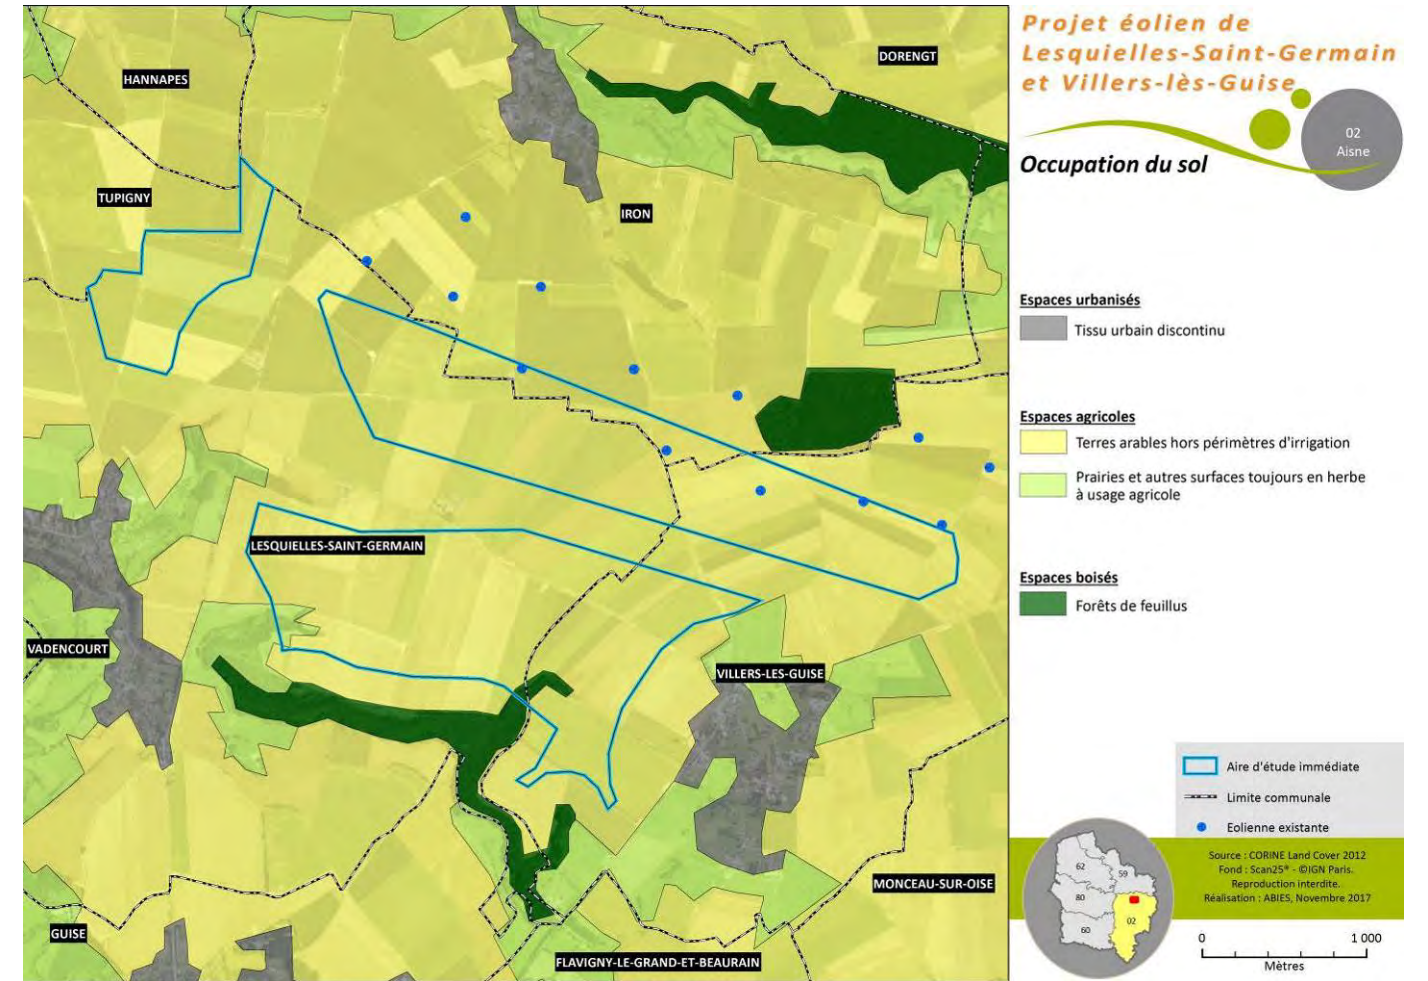 HANNAPES
DORENGT
TUPIGNY
IRON
LESQUIELLES-SAINT-GERMAIN
VADENCOURT
VILLERS-LES-GUISE
MONCEAU-SUR-OISE
GUISE
FLAVIGNY-LE-GRAND-ET-BEAURAIN
Projet éolien de
Lesquielles-Saint-Germain
et Villers-lès-Guise
02
Aisne
Occupation du sol
Espaces urbanisés
Tissu urbain discontinu
Espaces agricoles
Terres arables hors périmètres d'irrigation
Prairies et autres surfaces toujours en herbe
à usage agricole
Espaces boisés
Forêts de feuillus
Aire d'étude immédiate
Limite communale
Eolienne existante
62
59
80
02
60
Source : CORINE Land Cover 2012
Fond : Scan25® - ©IGN Paris.
Reproduction interdite.
Réalisation : ABIES, Novembre 2017
0 1 000
Mètres